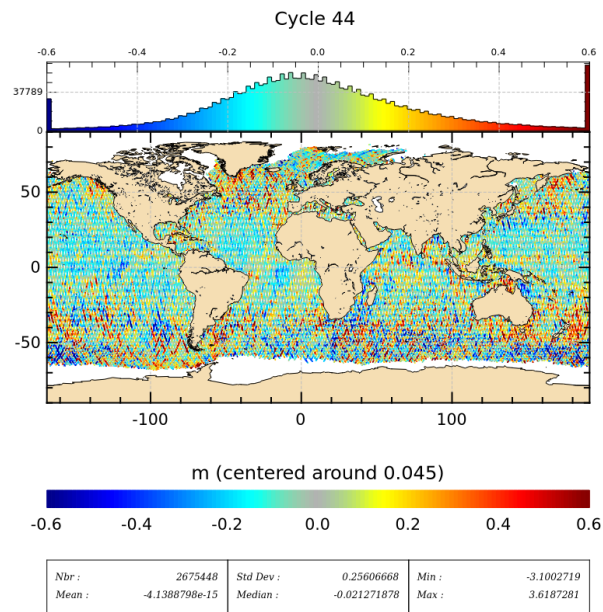 Cycle 44
-0.6 -0.4 -0.2 0.0 0.2 0.4 0.6
37789
0
50
0
-50
-100 0 100
m (centered around 0.045)
-0.6 -0.4 -0.2 0.0 0.2 0.4 0.6
Nbr : 2675448 Std Dev : 0.25606668 Min : -3.1002719
Mean : -4.1388798e-15 Median : -0.021271878 Max : 3.6187281